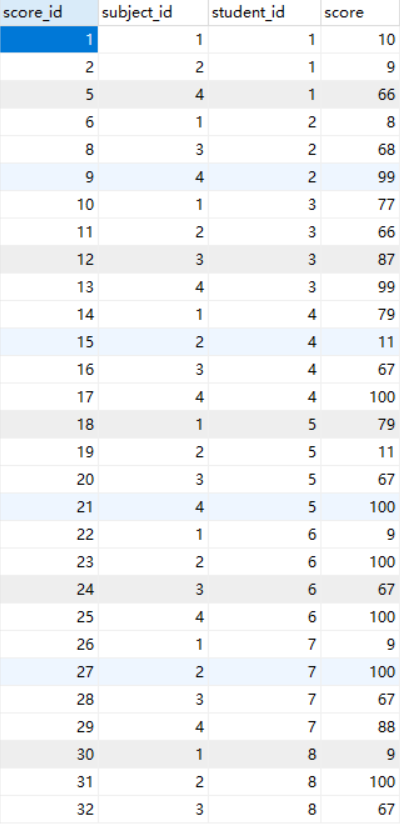 score_id subject_id student_id score
1 1 1 10
2 2 1 9
5 4 1 66
6 1 2 8
8 3 2 68
9 4 2 99
10 1 3 77
11 2 3 66
12 3 3 87
13 4 3 99
14 1 4 79
15 2 4 11
16 3 4 67
17 4 4 100
18 1 5 79
19 2 5 11
20 3 5 67
21 4 5 100
22 1 6 9
23 2 6 100
24 3 6 67
25 4 6 100
26 1 7 9
27 2 7 100
28 3 7 67
29 4 7 88
30 1 8 9
31 2 8 100
32 3 8 67